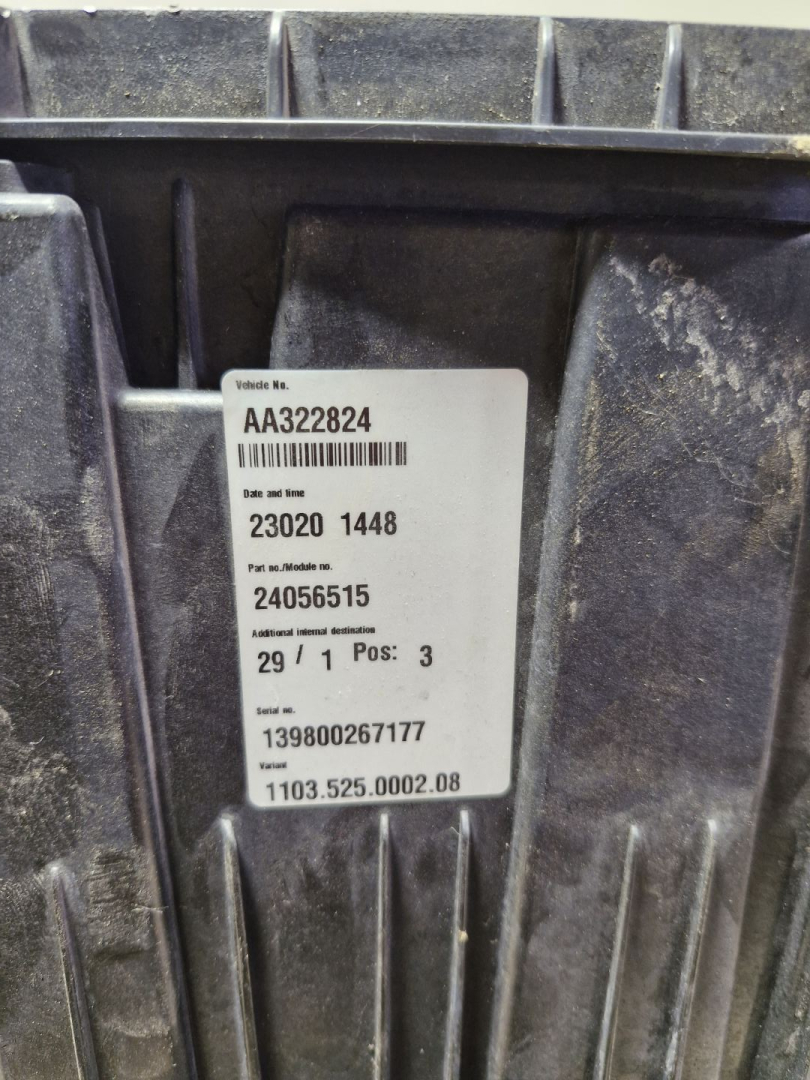 Vehicle No.
AA322824
Date and time
23020 1448
Part no./Module no.
24056515
Additional internal destination
29 / 1 Pos: 3
Serial no.
139800267177
Variant
1103.525.0002.08